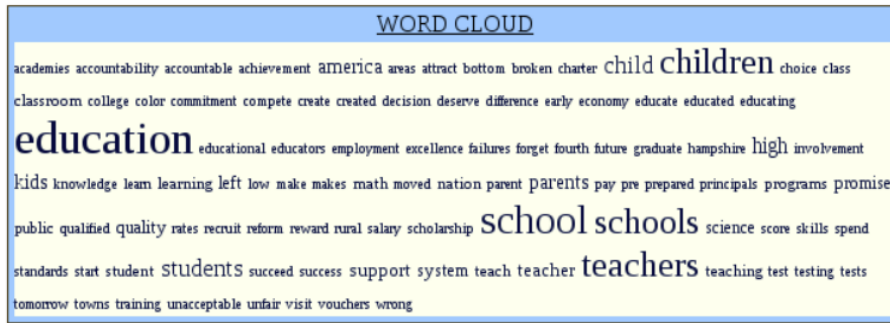 WORD CLOUD
academies accountability accountable achievement america areas attract bottom broken charter child children choice class
classroom college color commitment compete create created decision deserve difference early economy educate educated educating
education educational educators employment excellence failures forget fourth future graduate hampshire high involvement
kids knowledge learn learning left low make makes math moved nation parent parents pay pre prepared principals programs promise
public qualified quality rates recruit reform reward rural salary scholarship school schools science score skills spend
standards start student students succeed success support system teach teacher teachers teaching test testing tests
tomorrow towns training unacceptable unfair visit vouchers wrong